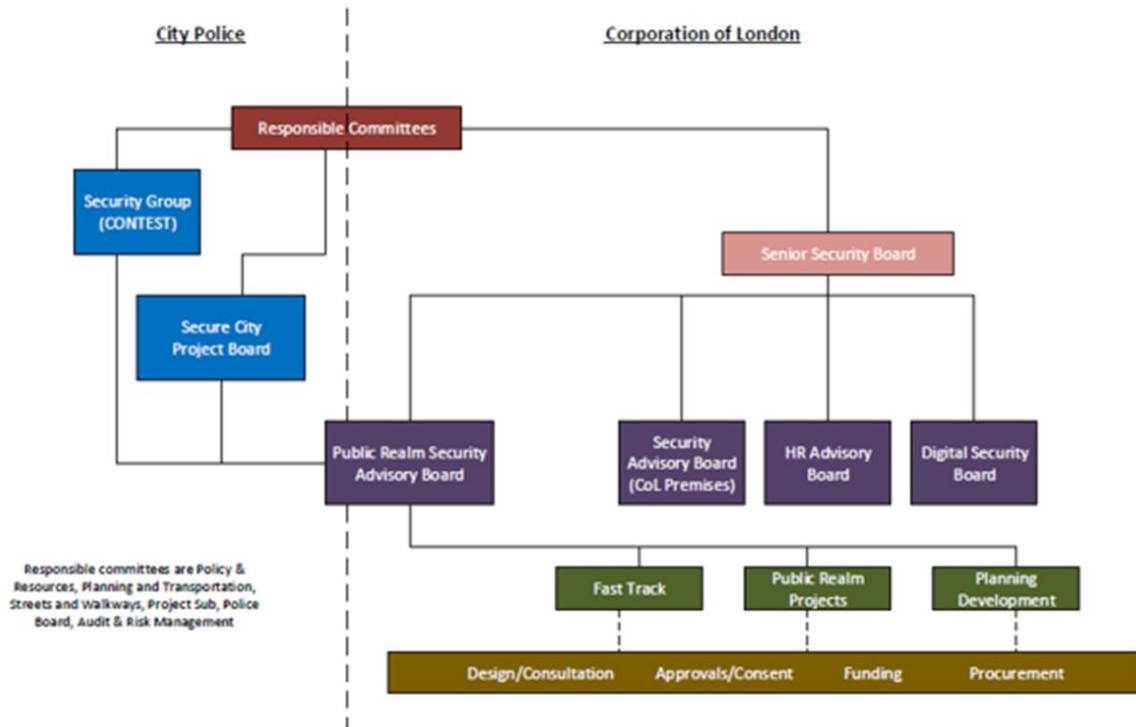 City Police
Corporation of London
Responsible Committees
Security Group
(CONTEST)
Senior Security Board
Secure City
Project Board
Public Realm Security
Advisory Board
Security
Advisory Board
(CoL Premises)
HR Advisory
Board
Digital Security
Board
Responsible committees are Policy &
Resources, Planning and Transportation,
Streets and Walkways, Project Sub, Police
Board, Audit & Risk Management
Fast Track
Public Realm
Projects
Planning
Development
Design/Consultation
Approvals/Consent
Funding
Procurement